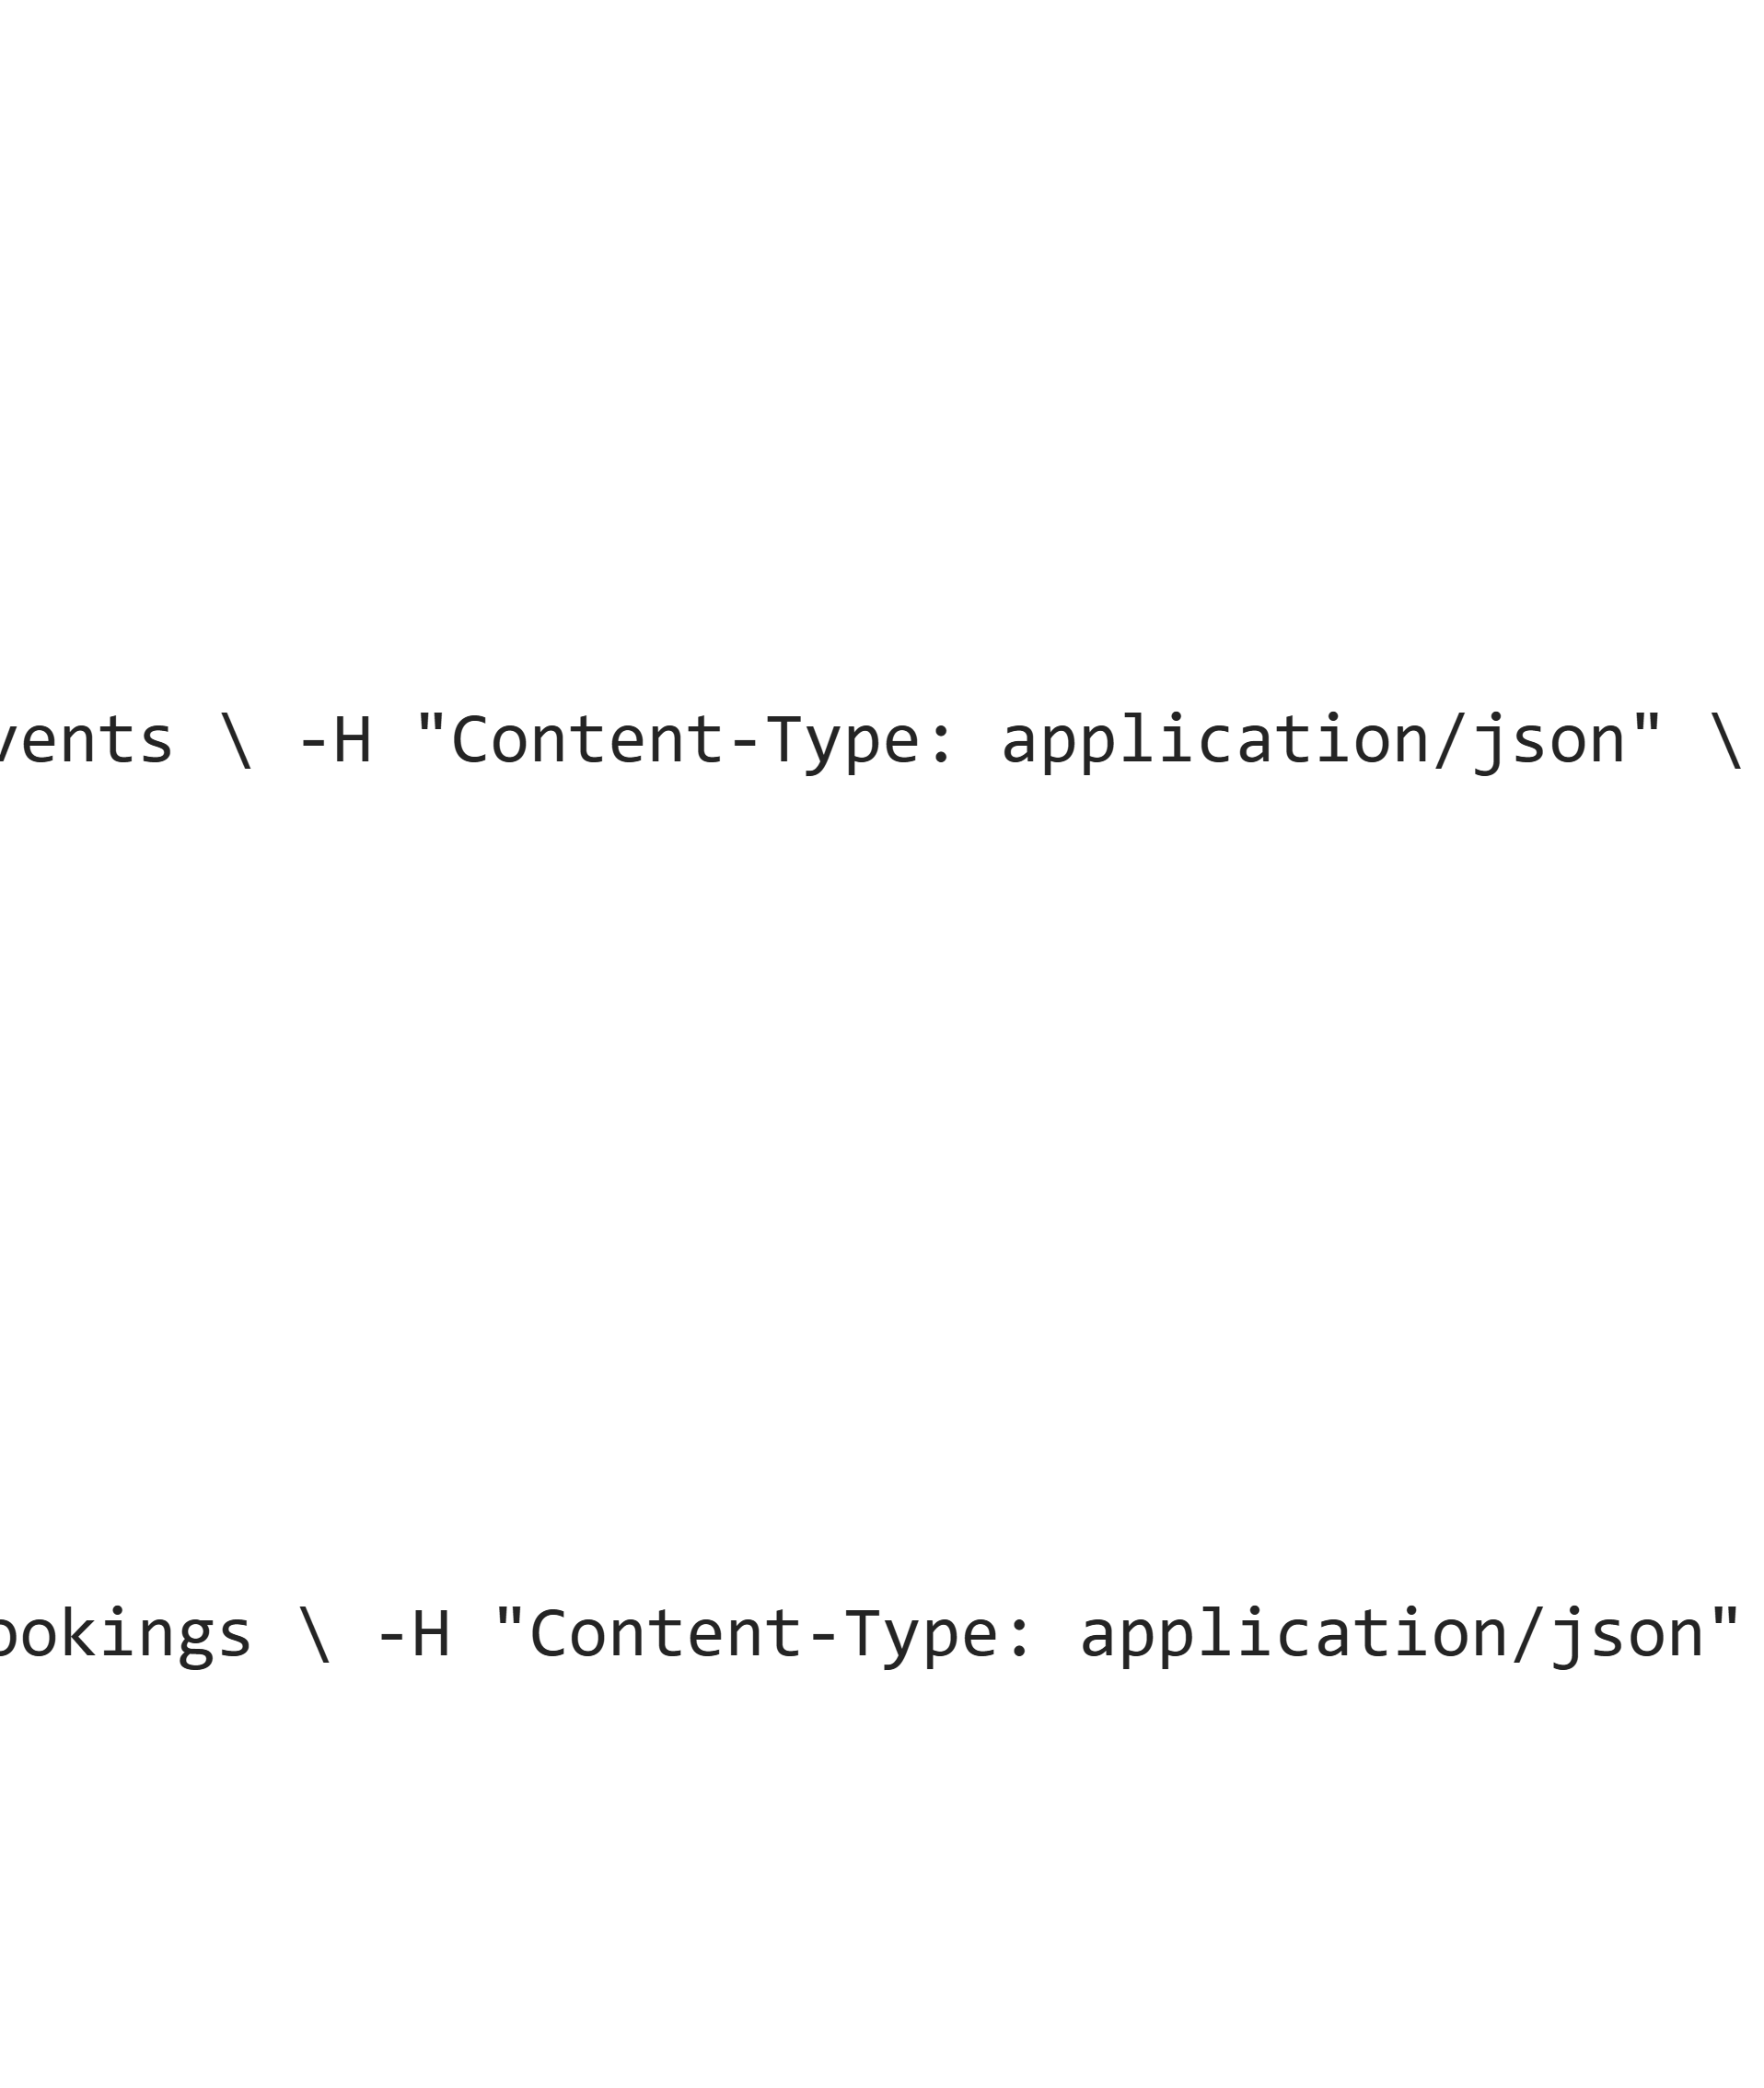 vents \ -H "Content-Type: application/json" \
ookings \ -H "Content-Type: application/json"